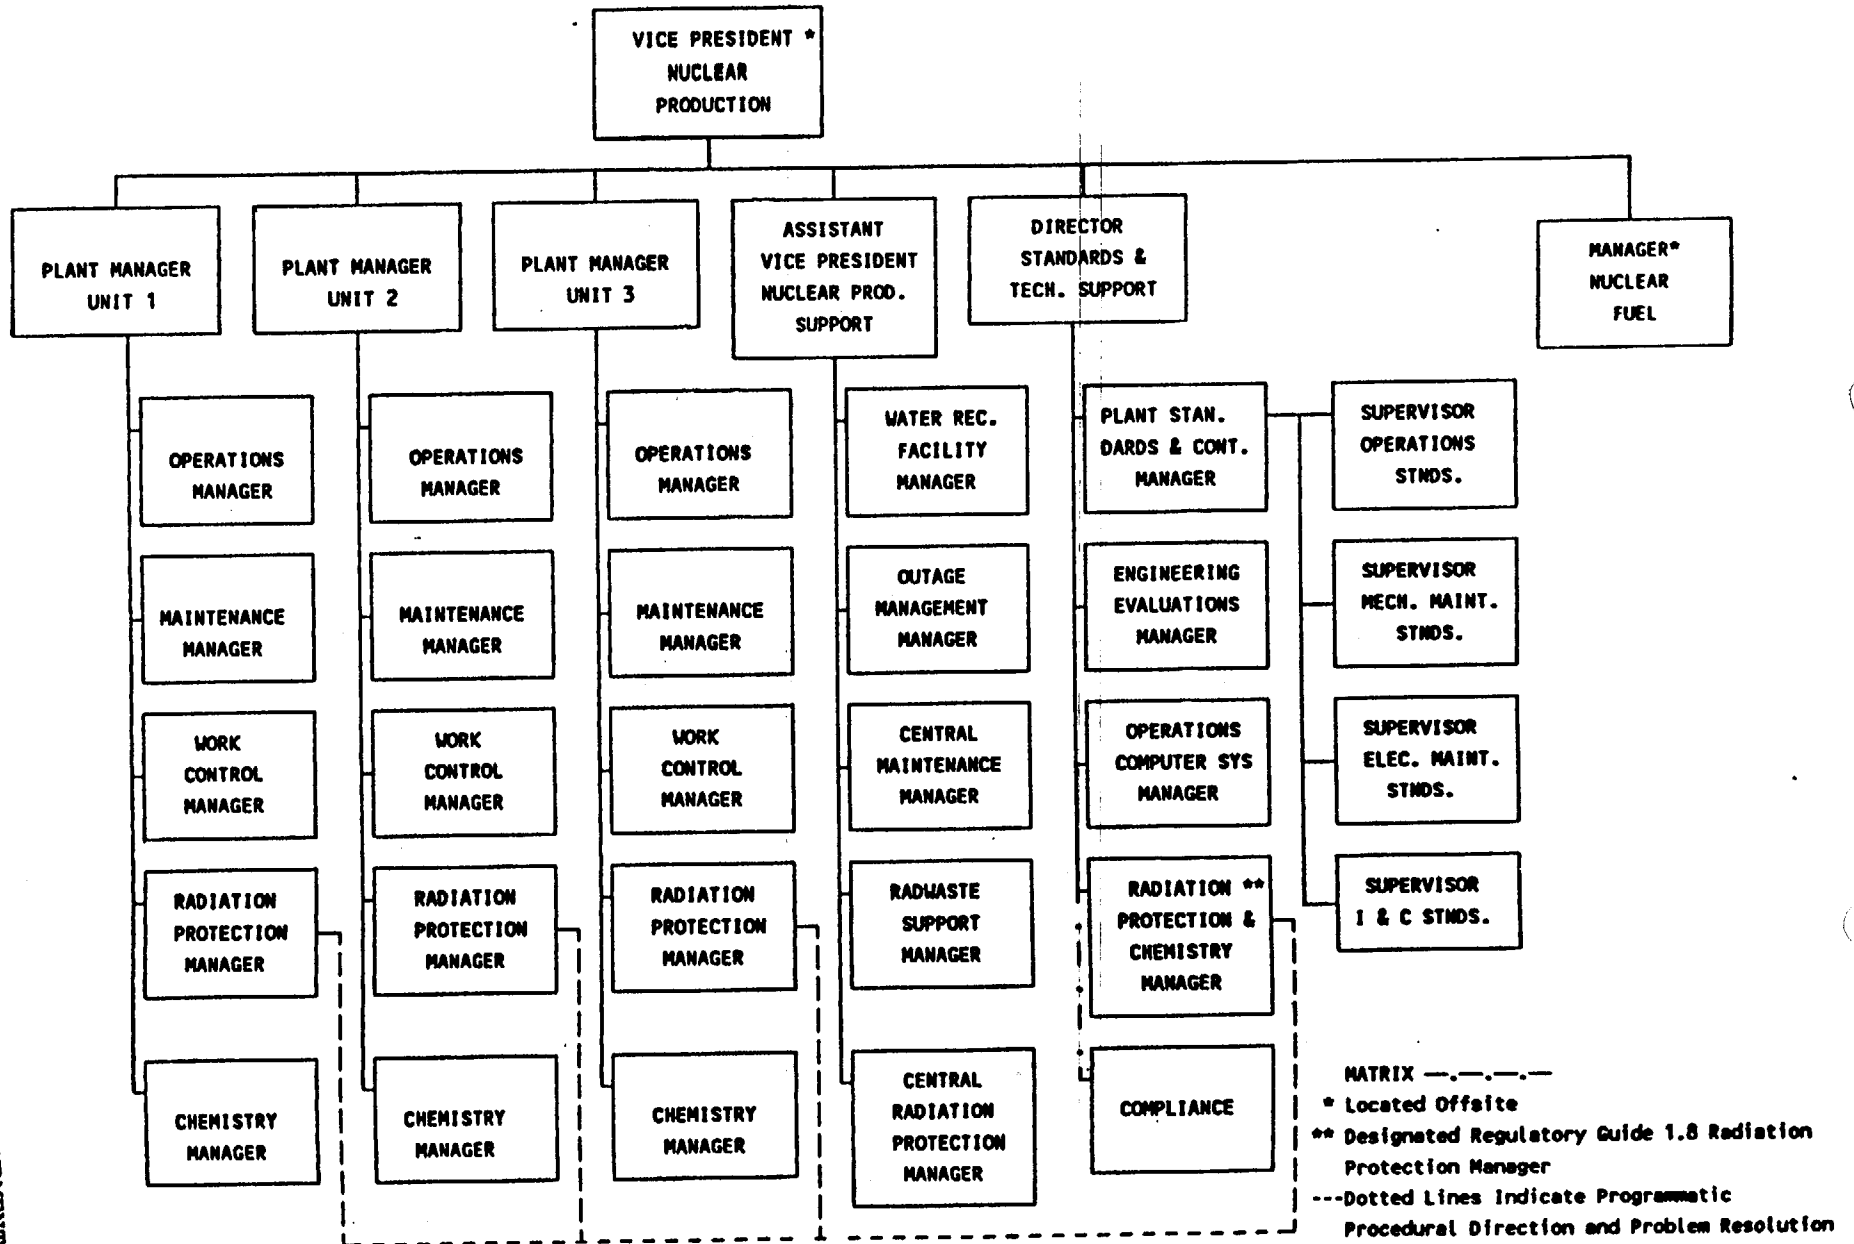 VICE PRESIDENT *
NUCLEAR
PRODUCTION
PLANT MANAGER
UNIT 1
PLANT MANAGER
UNIT 2
PLANT MANAGER
UNIT 3
ASSISTANT
VICE PRESIDENT
NUCLEAR PROD.
SUPPORT
DIRECTOR
STANDARDS &
TECH. SUPPORT
MANAGER*
NUCLEAR
FUEL
OPERATIONS
MANAGER
MAINTENANCE
MANAGER
WORK
CONTROL
MANAGER
RADIATION
PROTECTION
MANAGER
CHEMISTRY
MANAGER
OPERATIONS
MANAGER
MAINTENANCE
MANAGER
WORK
CONTROL
MANAGER
RADIATION
PROTECTION
MANAGER
CHEMISTRY
MANAGER
OPERATIONS
MANAGER
MAINTENANCE
MANAGER
WORK
CONTROL
MANAGER
RADIATION
PROTECTION
MANAGER
CHEMISTRY
MANAGER
WATER REC.
FACILITY
MANAGER
OUTAGE
MANAGEMENT
MANAGER
CENTRAL
MAINTENANCE
MANAGER
RADWASTE
SUPPORT
MANAGER
CENTRAL
RADIATION
PROTECTION
MANAGER
PLANT STAN.
DARDS & CONT.
MANAGER
ENGINEERING
EVALUATIONS
MANAGER
OPERATIONS
COMPUTER SYS
MANAGER
RADIATION **
PROTECTION &
CHEMISTRY
MANAGER
COMPLIANCE
SUPERVISOR
OPERATIONS
STNDS.
SUPERVISOR
MECH. MAINT.
STNDS.
SUPERVISOR
ELEC. MAINT.
STNDS.
SUPERVISOR
I & C STNDS.
MATRIX —.—.—.—
* Located Offsite
** Designated Regulatory Guide 1.8 Radiation
Protection Manager
---Dotted Lines Indicate Programmatic
Procedural Direction and Problem Resolution